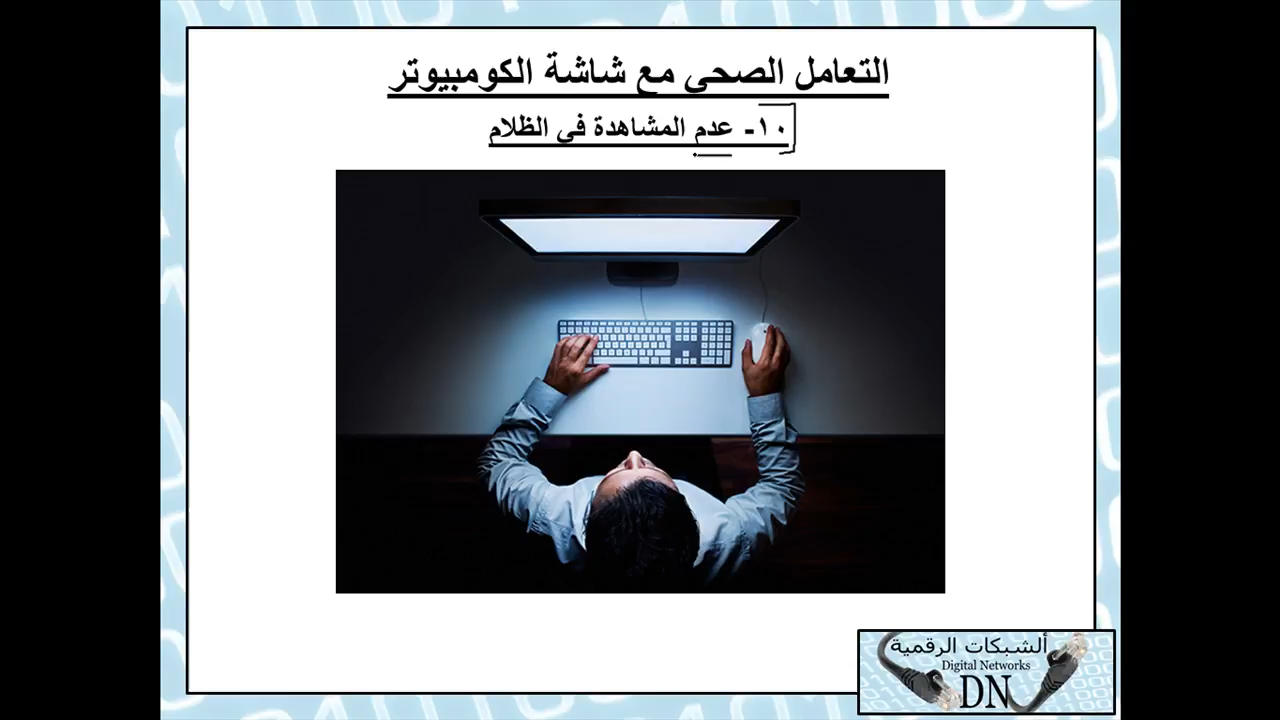 التعامل الصحى مع شاشة الكومبيوتر
١٠- عدم المشاهدة فى الظلام
ألشبكات الرقمية
Digital Networks
DN